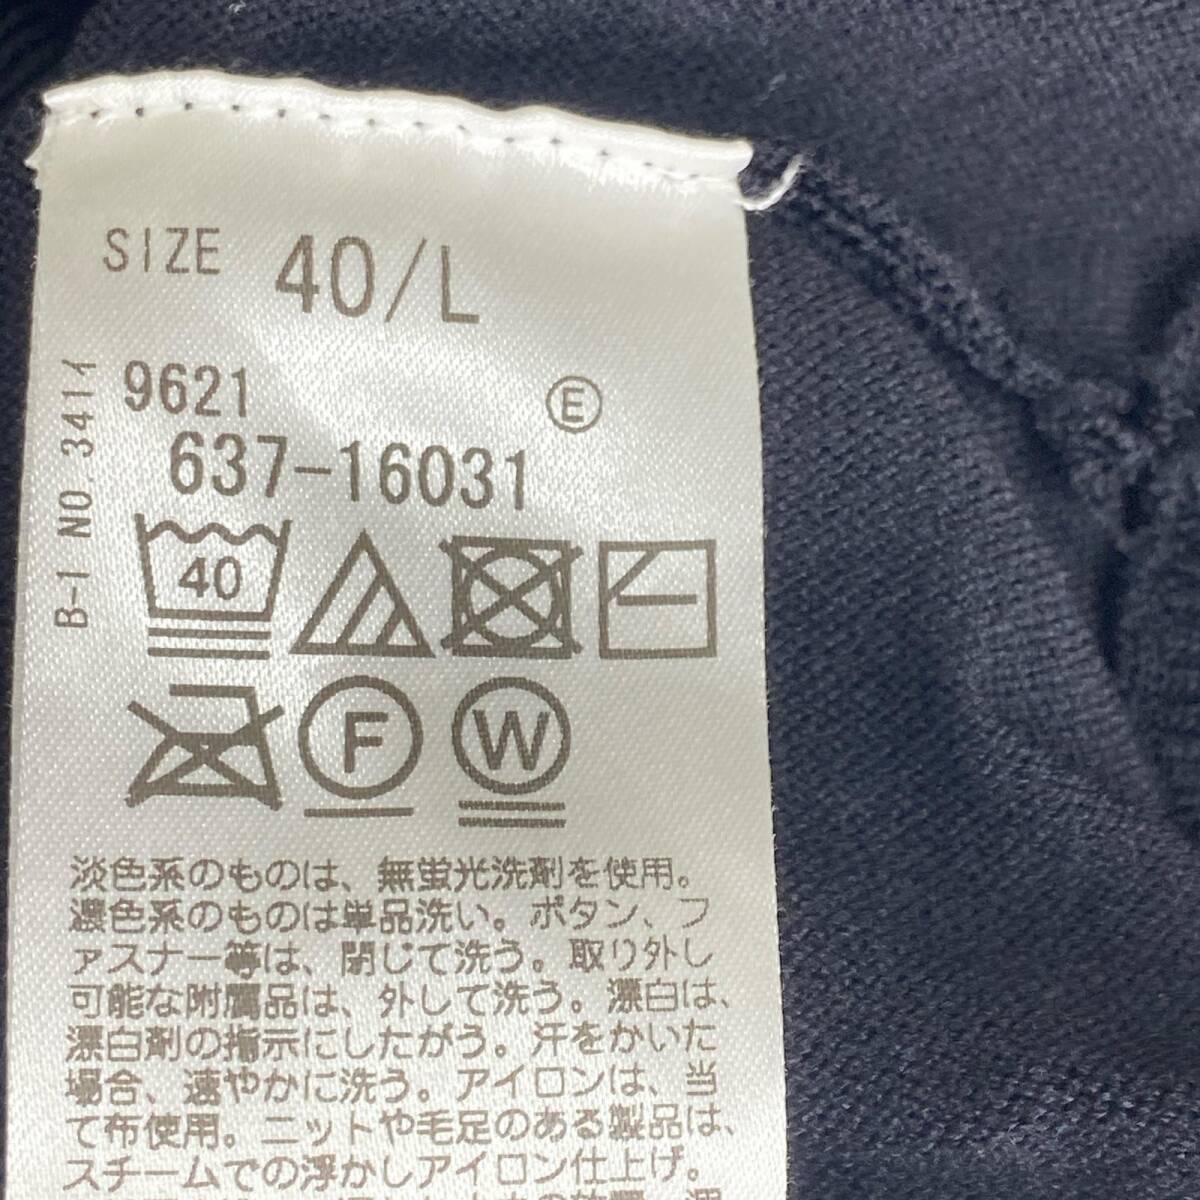 SIZE 40/L
9621 Ⓔ
637-16031
B-I NO.341イ
40
F W
淡色系のものは、無蛍光洗剤を使用。
濃色系のものは単品洗い。ボタン、フ
ァスナー等は、閉じて洗う。取り外し
可能な附属品は、外して洗う。漂白は、
漂白剤の指示にしたがう。汗をかいた
場合、速やかに洗う。アイロンは、当
て布使用。ニットや毛足のある製品は、
スチームでの浮かしアイロン仕上げ。